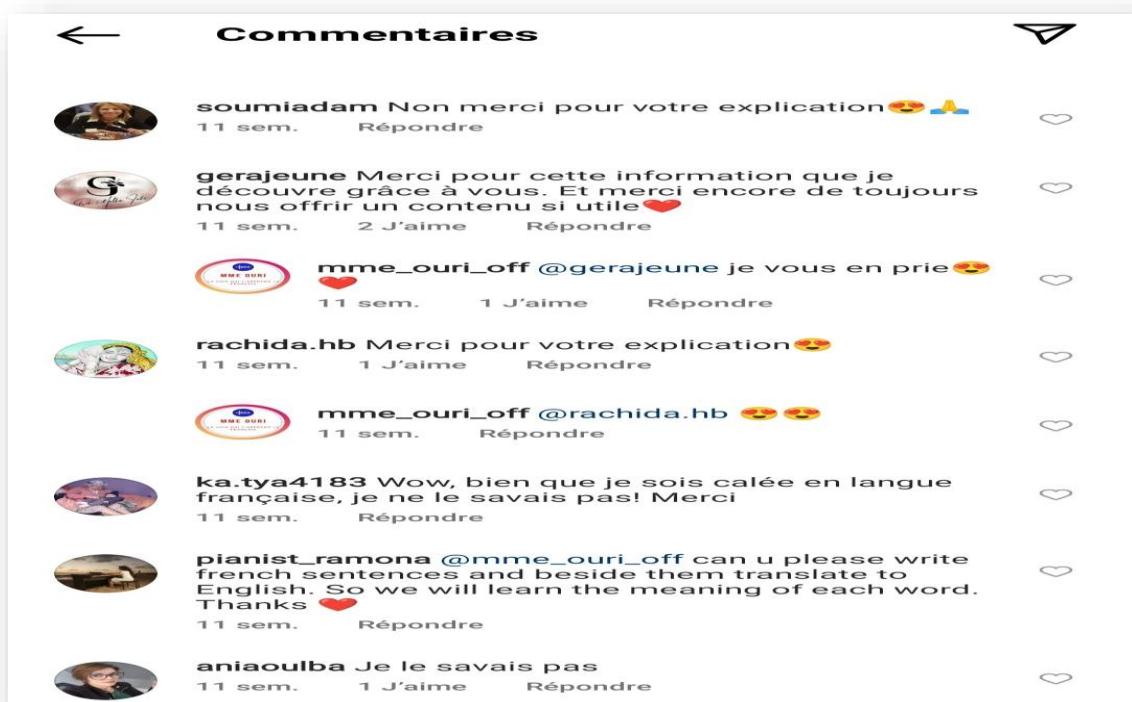 Commentaires
soumiadam Non merci pour votre explication😍🙏
11 sem. Répondre
gerajeune Merci pour cette information que je
découvre grâce à vous. Et merci encore de toujours
nous offrir un contenu si utile❤️
11 sem. 2 J'aime Répondre
MME OURI
mme_ouri_off @gerajeune je vous en prie😍
❤️
11 sem. 1 J'aime Répondre
rachida.hb Merci pour votre explication😍
11 sem. 1 J'aime Répondre
MME OURI
mme_ouri_off @rachida.hb 😍😍
11 sem. Répondre
ka.tya4183 Wow, bien que je sois calée en langue
française, je ne le savais pas! Merci
11 sem. Répondre
pianist_ramona @mme_ouri_off can u please write
french sentences and beside them translate to
English. So we will learn the meaning of each word.
Thanks ❤️
11 sem. Répondre
aniaoulba Je le savais pas
11 sem. 1 J'aime Répondre